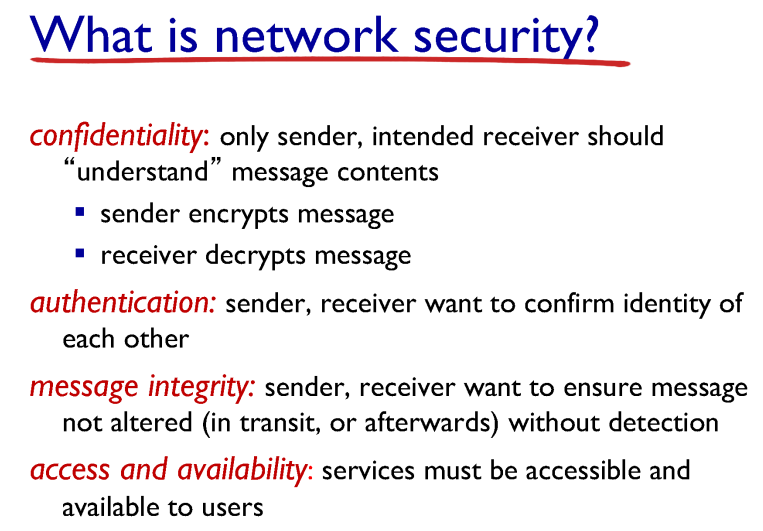 What is network security?
confidentiality: only sender, intended receiver should
“understand” message contents
▪ sender encrypts message
▪ receiver decrypts message
authentication: sender, receiver want to confirm identity of
each other
message integrity: sender, receiver want to ensure message
not altered (in transit, or afterwards) without detection
access and availability: services must be accessible and
available to users